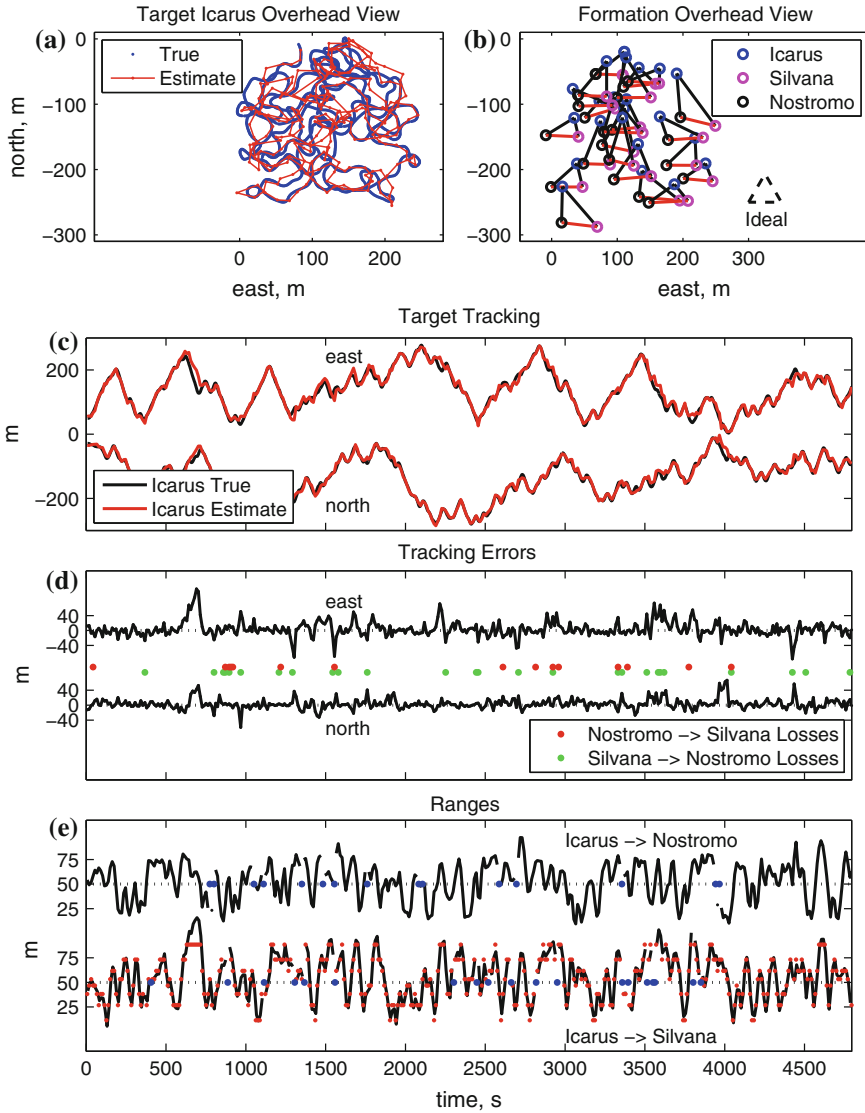 Target Icarus Overhead View
(a)
True
Estimate
0
−100
−200
−300
north, m
0 100 200
east, m
Formation Overhead View
(b)
Icarus
Silvana
Nostromo
Ideal
0
−100
−200
−300
0 100 200 300
east, m
Target Tracking
(c)
east
200
0
−200
m
Icarus True
Icarus Estimate
north
Tracking Errors
(d)
east
40
0
−40
m
40
0
−40
north
Nostromo −> Silvana Losses
Silvana −> Nostromo Losses
Ranges
(e)
Icarus −> Nostromo
75
50
25
m
75
50
25
Icarus −> Silvana
0 500 1000 1500 2000 2500 3000 3500 4000 4500
time, s